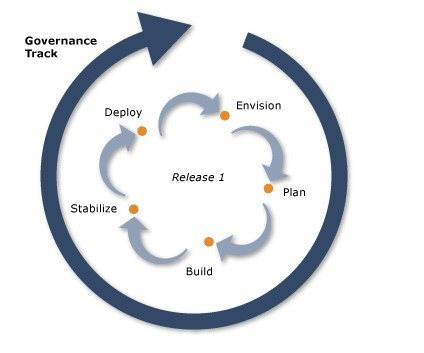 Governance
Track
Deploy
Envision
Release 1
Plan
Stabilize
Build